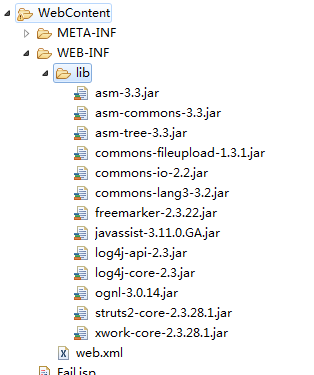 WebContent
META-INF
WEB-INF
lib
asm-3.3.jar
asm-commons-3.3.jar
asm-tree-3.3.jar
commons-fileupload-1.3.1.jar
commons-io-2.2.jar
commons-lang3-3.2.jar
freemarker-2.3.22.jar
javassist-3.11.0.GA.jar
log4j-api-2.3.jar
log4j-core-2.3.jar
ognl-3.0.14.jar
struts2-core-2.3.28.1.jar
xwork-core-2.3.28.1.jar
web.xml
Fail.jsp